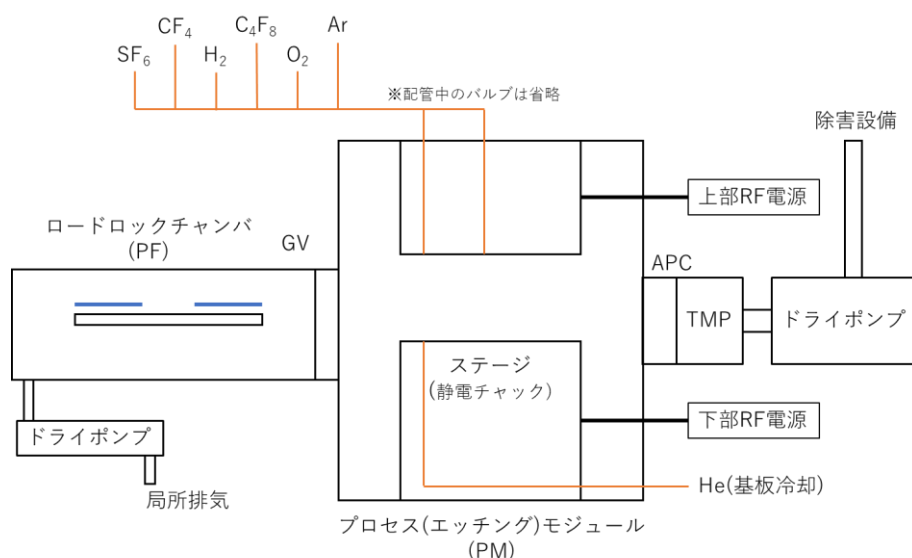 CF₄
C₄F₈
Ar
SF₆
H₂
O₂
※配管中のバルブは省略
除害設備
上部RF電源
ロードロックチャンバ
(PF)
GV
APC
TMP
ドライポンプ
ステージ
(静電チャック)
ドライポンプ
下部RF電源
局所排気
He(基板冷却)
プロセス(エッチング)モジュール
(PM)